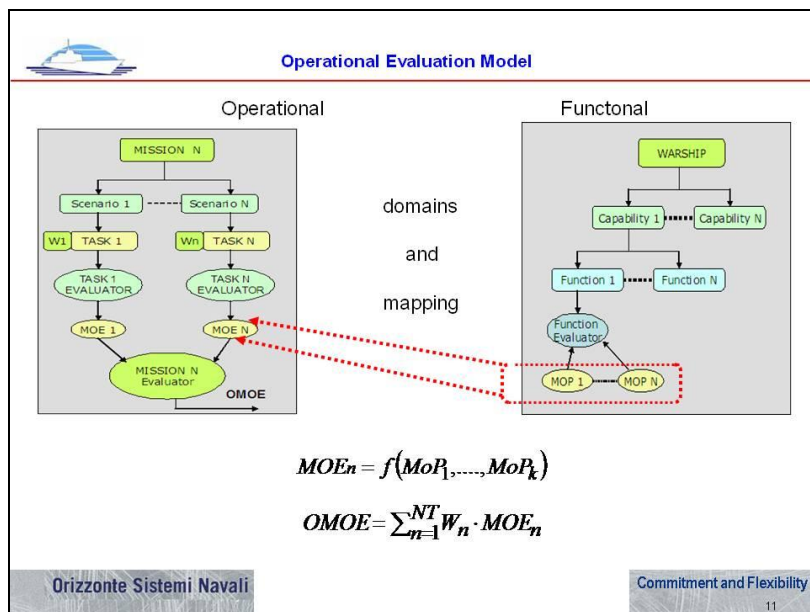 Operational Evaluation Model
Operational
Functonal
MISSION N
Scenario 1
Scenario N
W1
TASK 1
Wn
TASK N
TASK 1
EVALUATOR
TASK N
EVALUATOR
MOE 1
MOE N
MISSION N
Evaluator
OMOE
domains
and
mapping
WARSHIP
Capability 1
Capability N
Function 1
Function N
Function
Evaluator
MOP 1
MOP N
MOEn = f(MoP1,....,MoPk)
OMOE = ∑n=1NT Wn · MOEn
Orizzonte Sistemi Navali
Commitment and Flexibility
11